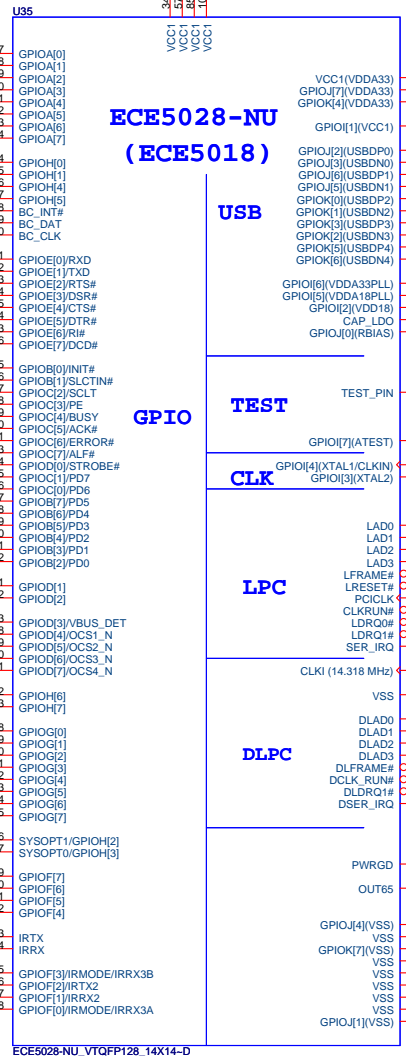 U35
VCC1
VCC1
VCC1
VCC1
ECE5028-NU
(ECE5018)
GPIOA[0]
GPIOA[1]
GPIOA[2]
GPIOA[3]
GPIOA[4]
GPIOA[5]
GPIOA[6]
GPIOA[7]
GPIOH[0]
GPIOH[1]
GPIOH[4]
GPIOH[5]
BC_INT#
BC_DAT
BC_CLK
GPIOE[0]/RXD
GPIOE[1]/TXD
GPIOE[2]/RTS#
GPIOE[3]/DSR#
GPIOE[4]/CTS#
GPIOE[5]/DTR#
GPIOE[6]/RI#
GPIOE[7]/DCD#
GPIOB[0]/INIT#
GPIOB[1]/SLCTIN#
GPIOC[2]/SCLT
GPIOC[3]/PE
GPIOC[4]/BUSY
GPIOC[5]/ACK#
GPIOC[6]/ERROR#
GPIOC[7]/ALF#
GPIOD[0]/STROBE#
GPIOC[1]/PD7
GPIOC[0]/PD6
GPIOB[7]/PD5
GPIOB[6]/PD4
GPIOB[5]/PD3
GPIOB[4]/PD2
GPIOB[3]/PD1
GPIOB[2]/PD0
GPIOD[1]
GPIOD[2]
GPIOD[3]/VBUS_DET
GPIOD[4]/OCS1_N
GPIOD[5]/OCS2_N
GPIOD[6]/OCS3_N
GPIOD[7]/OCS4_N
GPIOH[6]
GPIOH[7]
GPIOG[0]
GPIOG[1]
GPIOG[2]
GPIOG[3]
GPIOG[4]
GPIOG[5]
GPIOG[6]
GPIOG[7]
SYSOPT1/GPIOH[2]
SYSOPT0/GPIOH[3]
GPIOF[7]
GPIOF[6]
GPIOF[5]
GPIOF[4]
IRTX
IRRX
GPIOF[3]/IRMODE/IRRX3B
GPIOF[2]/IRTX2
GPIOF[1]/IRRX2
GPIOF[0]/IRMODE/IRRX3A
GPIO
USB
TEST
CLK
LPC
DLPC
VCC1(VDDA33)
GPIOJ[7](VDDA33)
GPIOK[4](VDDA33)
GPIOI[1](VCC1)
GPIOJ[2](USBDP0)
GPIOJ[3](USBDN0)
GPIOJ[6](USBDP1)
GPIOJ[5](USBDN1)
GPIOK[0](USBDP2)
GPIOK[1](USBDN2)
GPIOK[3](USBDP3)
GPIOK[2](USBDN3)
GPIOK[5](USBDP4)
GPIOK[6](USBDN4)
GPIOI[6](VDDA33PLL)
GPIOI[5](VDDA18PLL)
GPIOI[2](VDD18)
CAP_LDO
GPIOJ[0](RBIAS)
TEST_PIN
GPIOI[7](ATEST)
GPIOI[4](XTAL1/CLKIN)
GPIOI[3](XTAL2)
LAD0
LAD1
LAD2
LAD3
LFRAME#
LRESET#
PCICLK
CLKRUN#
LDRQ0#
LDRQ1#
SER_IRQ
CLKI (14.318 MHz)
VSS
DLAD0
DLAD1
DLAD2
DLAD3
DLFRAME#
DCLK_RUN#
DLDRQ1#
DSER_IRQ
PWRGD
OUT65
GPIOJ[4](VSS)
VSS
GPIOK[7](VSS)
VSS
VSS
VSS
VSS
VSS
GPIOJ[1](VSS)
ECE5028-NU_VTQFP128_14X14~D